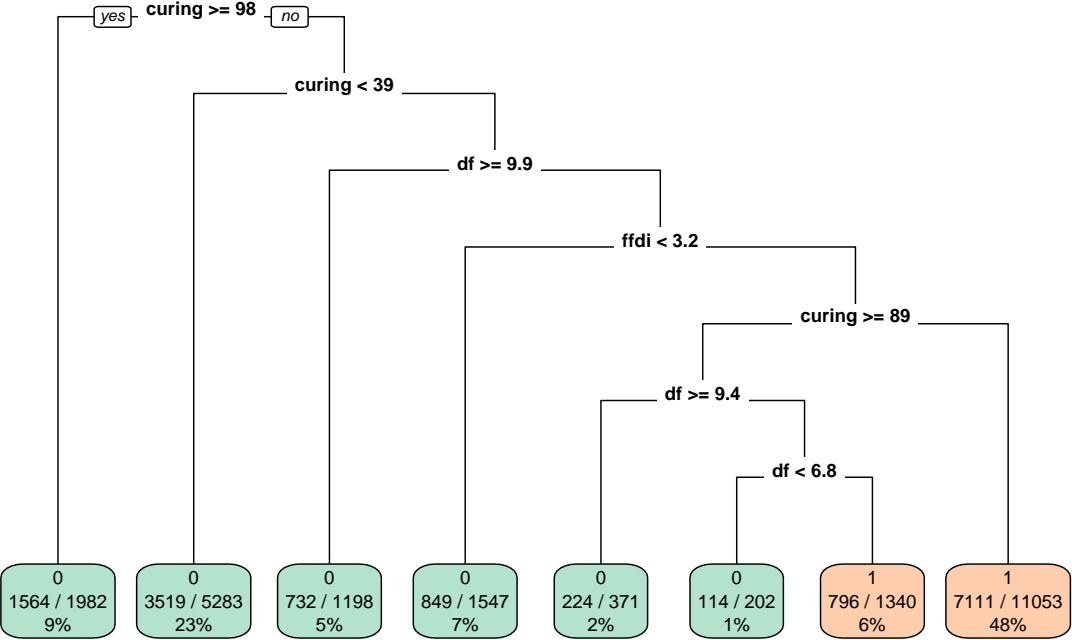 yes curing >= 98 no
curing < 39
df >= 9.9
ffdi < 3.2
curing >= 89
df >= 9.4
df < 6.8
0 0 0 0 0 0 1 1
1564 / 1982 3519 / 5283 732 / 1198 849 / 1547 224 / 371 114 / 202 796 / 1340 7111 / 11053
9% 23% 5% 7% 2% 1% 6% 48%